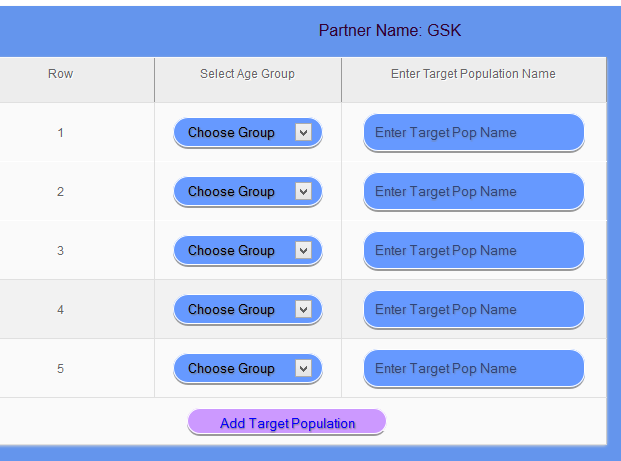 Partner Name: GSK
Row Select Age Group Enter Target Population Name
1 Choose Group Enter Target Pop Name
2 Choose Group Enter Target Pop Name
3 Choose Group Enter Target Pop Name
4 Choose Group Enter Target Pop Name
5 Choose Group Enter Target Pop Name
Add Target Population